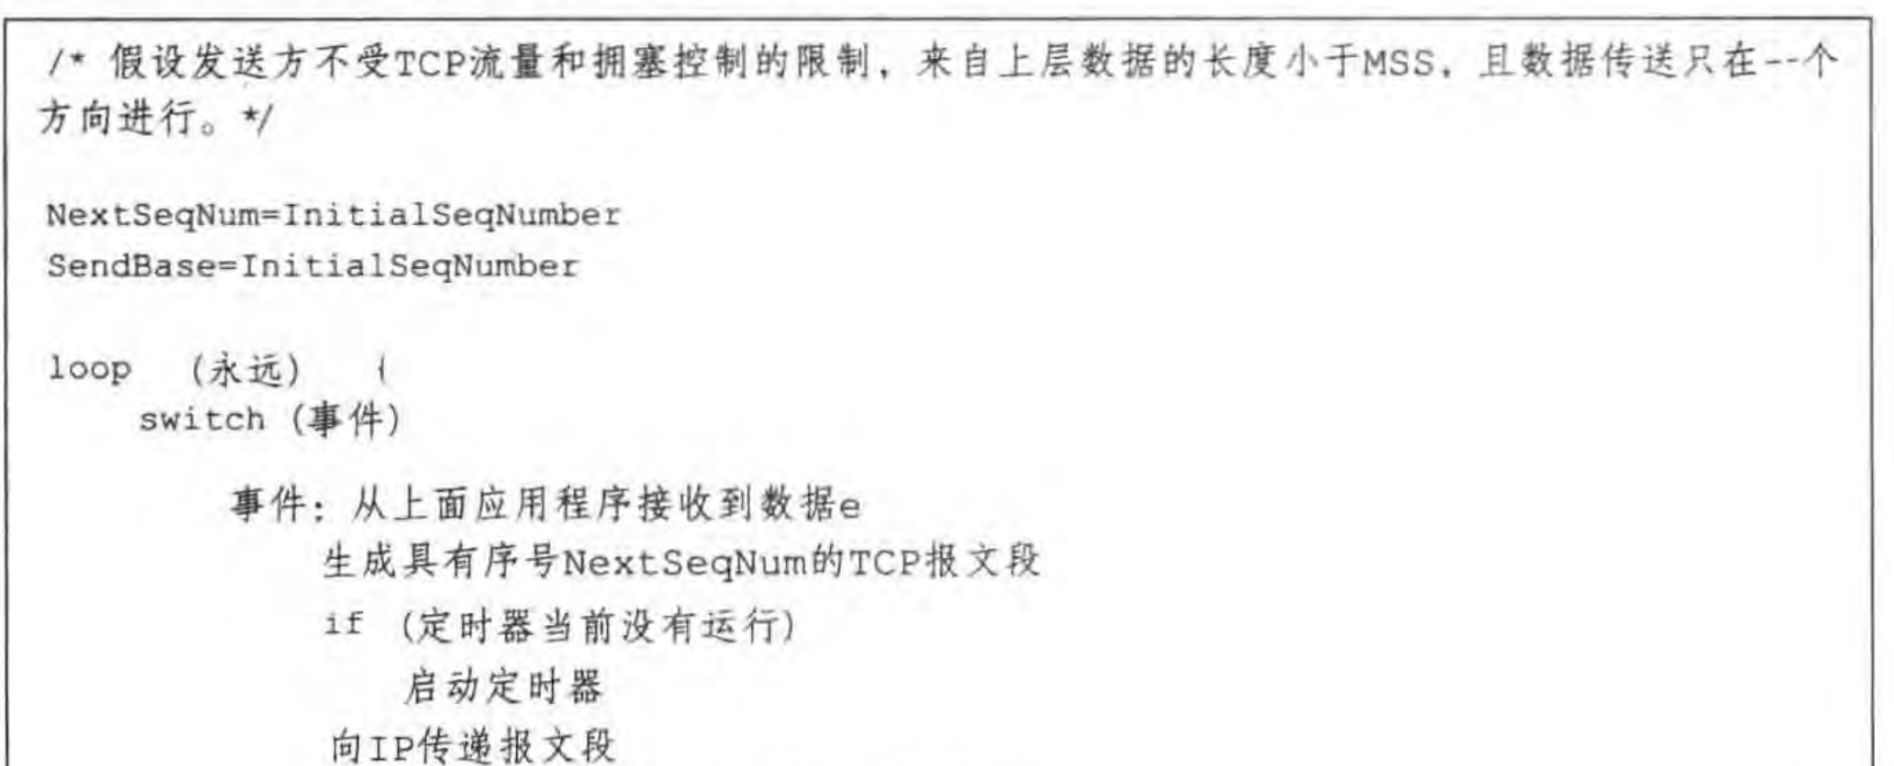 /* 假设发送方不受TCP流量和拥塞控制的限制，来自上层数据的长度小于MSS，且数据传送只在--个
方向进行。*/
NextSeqNum=InitialSeqNumber
SendBase=InitialSeqNumber
loop (永远) {
switch (事件)
事件：从上面应用程序接收到数据e
生成具有序号NextSeqNum的TCP报文段
if (定时器当前没有运行)
启动定时器
向IP传递报文段